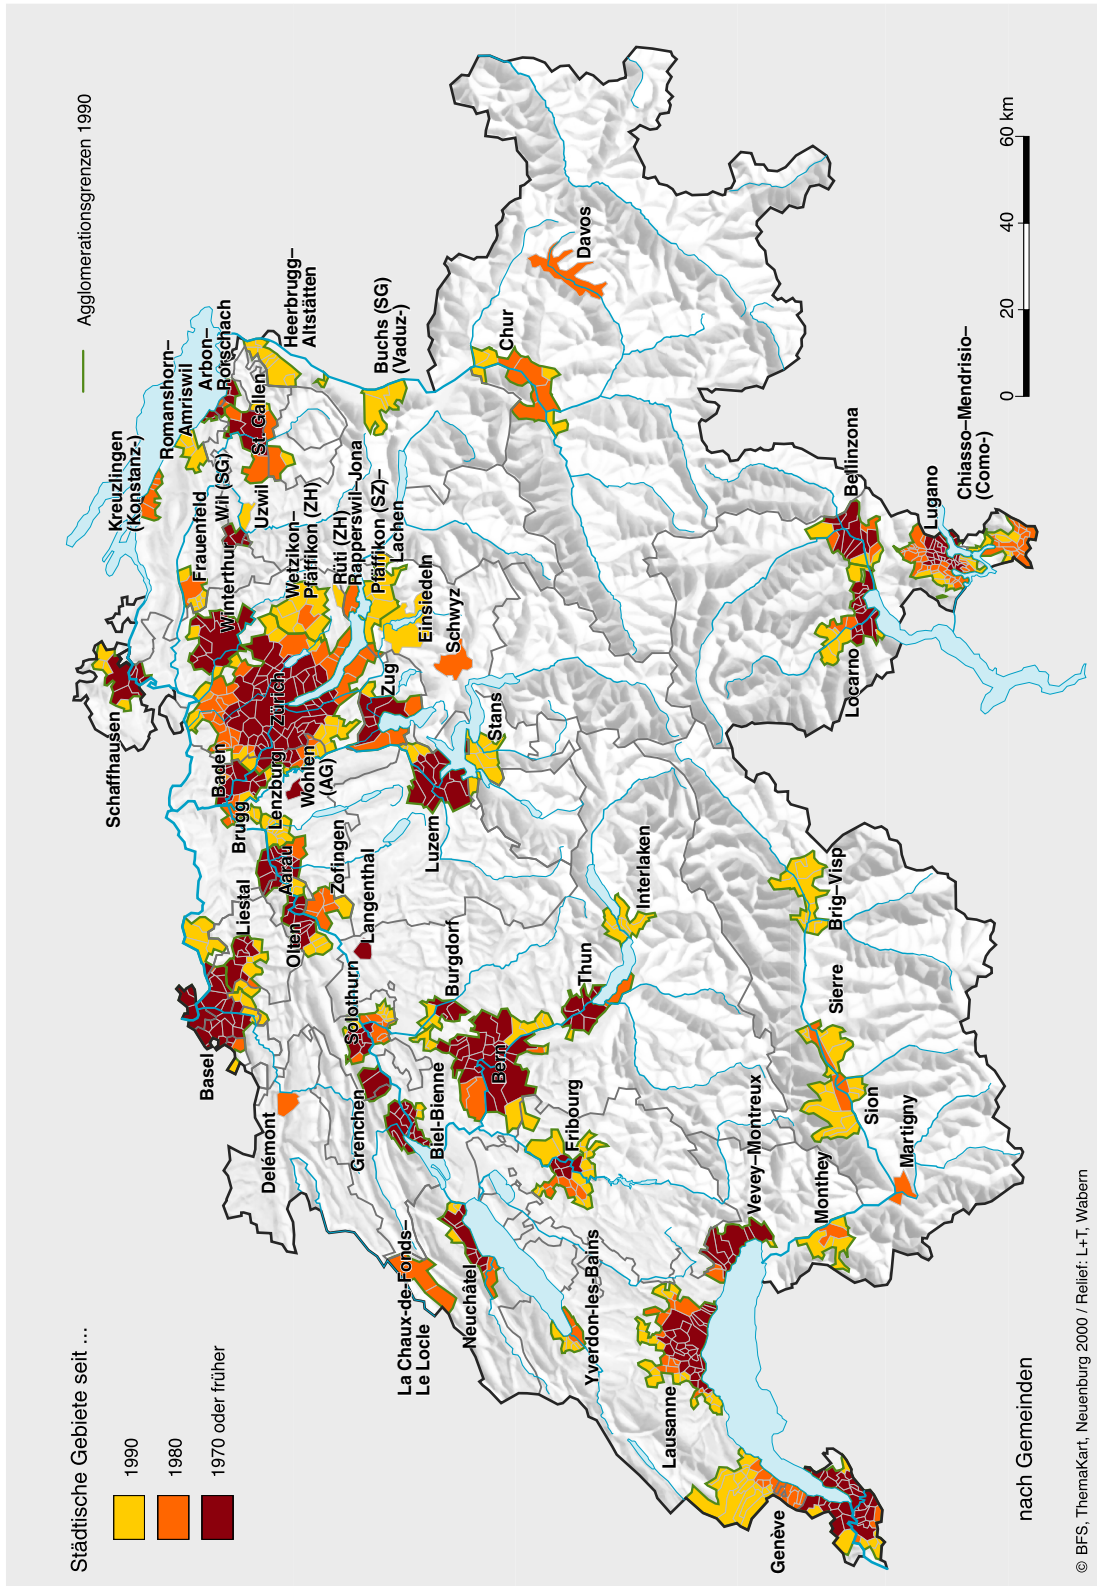 Städtische Gebiete seit ...
1990
1980
1970 oder früher
Agglomerationsgrenzen 1990
Schaffhausen
Kreuzlingen
(Konstanz-)
Romanshorn–
Amriswil
Arbon–
Rorschach
Heerbrugg–
Altstätten
Frauenfeld
Wil (SG)
Uzwil
St. Gallen
Winterthur
Wetzikon–
Pfäffikon (ZH)
Rüti (ZH)
Rapperswil–Jona
Pfäffikon (SZ)–
Lachen
Buchs (SG)
(Vaduz-)
Basel
Liestal
Brugg
Baden
Lenzburg
Zürich
Wohlen
(AG)
Aarau
Olten
Zofingen
Langenthal
Delémont
Grenchen
Solothurn
Zug
Einsiedeln
Schwyz
Luzern
Stans
Chur
Davos
La Chaux-de-Fonds–
Le Locle
Neuchâtel
Biel-Bienne
Burgdorf
Bern
Fribourg
Thun
Interlaken
Yverdon-les-Bains
Lausanne
Vevey–Montreux
Genève
Monthey
Martigny
Sion
Sierre
Brig–Visp
Locarno
Bellinzona
Lugano
Chiasso–Mendrisio–
(Como-)
0 20 40 60 km
nach Gemeinden
© BFS, ThemaKart, Neuenburg 2000 / Relief: L+T, Wabern